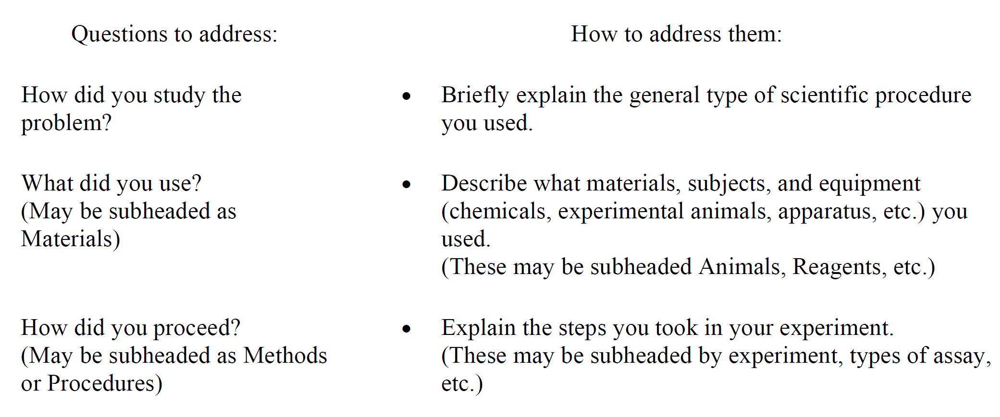 Questions to address:
How to address them:
How did you study the
problem?
• Briefly explain the general type of scientific procedure
you used.
What did you use?
(May be subheaded as
Materials)
• Describe what materials, subjects, and equipment
(chemicals, experimental animals, apparatus, etc.) you
used.
(These may be subheaded Animals, Reagents, etc.)
How did you proceed?
(May be subheaded as Methods
or Procedures)
• Explain the steps you took in your experiment.
(These may be subheaded by experiment, types of assay,
etc.)